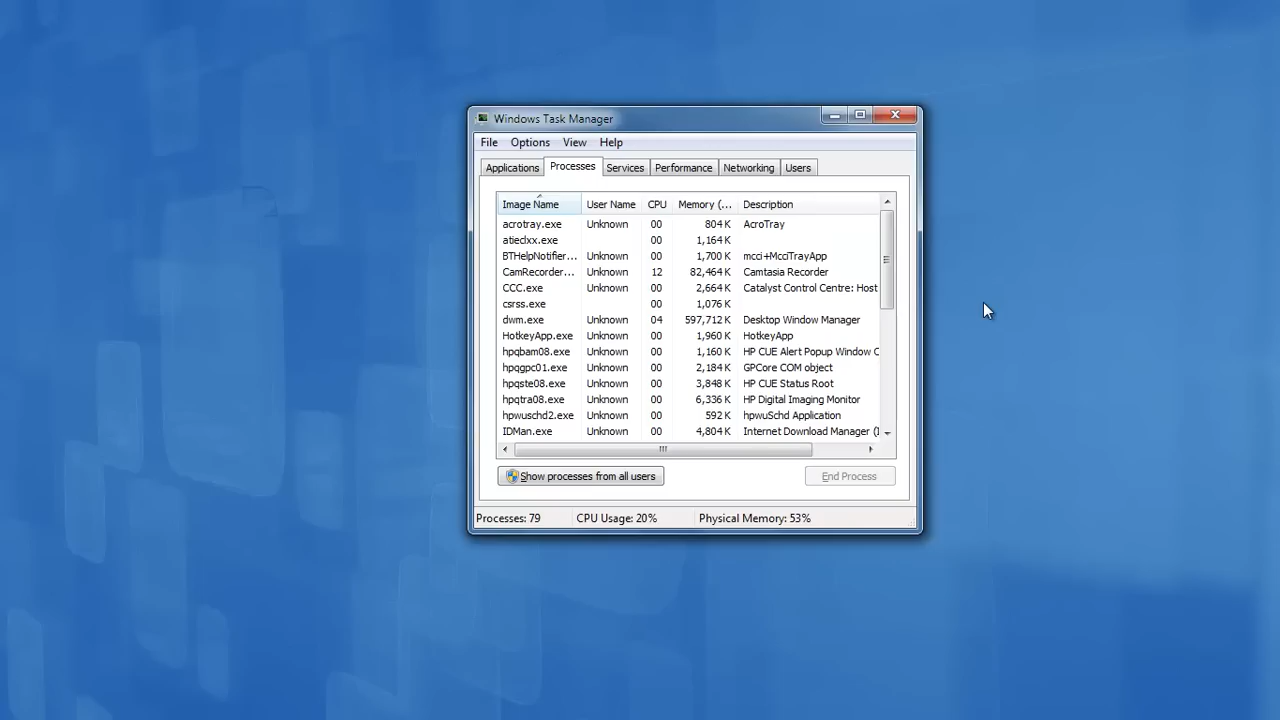 Windows Task Manager
File Options View Help
Applications Processes Services Performance Networking Users
Image Name User Name CPU Memory (... Description
acrotray.exe Unknown 00 804 K AcroTray
atieclxx.exe 00 1,164 K
BTHelpNotifier... Unknown 00 1,700 K mcci+McciTrayApp
CamRecorder... Unknown 12 82,464 K Camtasia Recorder
CCC.exe Unknown 00 2,664 K Catalyst Control Centre: Host
csrss.exe 00 1,076 K
dwm.exe Unknown 04 597,712 K Desktop Window Manager
HotkeyApp.exe Unknown 00 1,960 K HotkeyApp
hpqbam08.exe Unknown 00 1,160 K HP CUE Alert Popup Window C
hpqgpc01.exe Unknown 00 2,184 K GPCore COM object
hpqste08.exe Unknown 00 3,848 K HP CUE Status Root
hpqtra08.exe Unknown 00 6,336 K HP Digital Imaging Monitor
hpwuschd2.exe Unknown 00 592 K hpwuSchd Application
IDMan.exe Unknown 00 4,804 K Internet Download Manager (I
Show processes from all users End Process
Processes: 79 CPU Usage: 20% Physical Memory: 53%